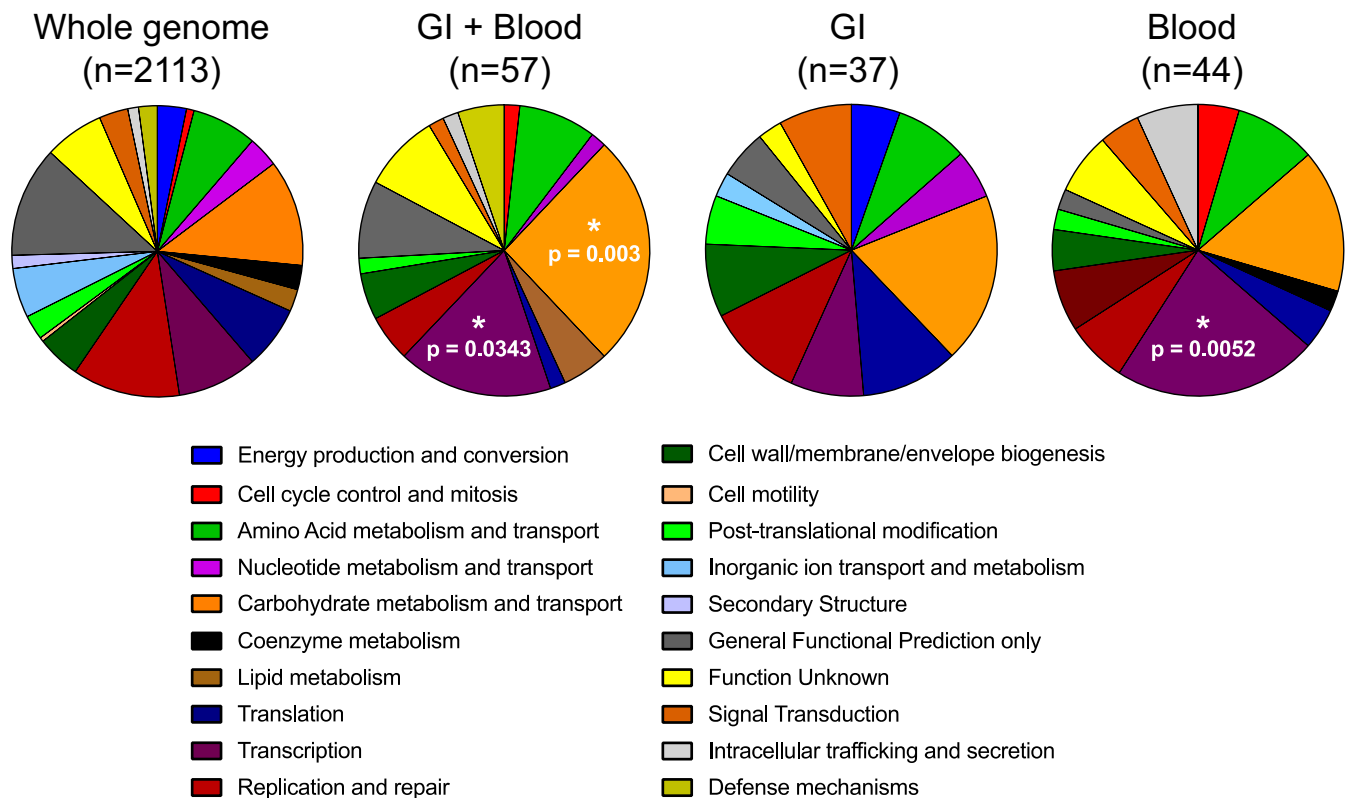 Whole genome
(n=2113)
GI + Blood
(n=57)
GI
(n=37)
Blood
(n=44)
*
p = 0.003
*
p = 0.0343
*
p = 0.0052
Energy production and conversion
Cell cycle control and mitosis
Amino Acid metabolism and transport
Nucleotide metabolism and transport
Carbohydrate metabolism and transport
Coenzyme metabolism
Lipid metabolism
Translation
Transcription
Replication and repair
Cell wall/membrane/envelope biogenesis
Cell motility
Post-translational modification
Inorganic ion transport and metabolism
Secondary Structure
General Functional Prediction only
Function Unknown
Signal Transduction
Intracellular trafficking and secretion
Defense mechanisms